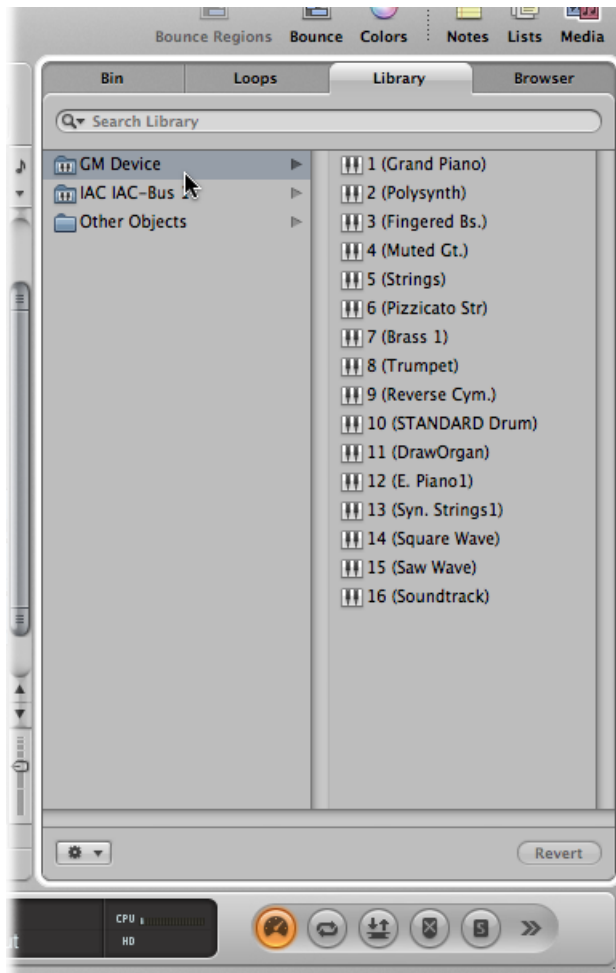 Bounce Regions Bounce Colors Notes Lists Media
Bin Loops Library Browser
Search Library
GM Device
IAC IAC-Bus
Other Objects
1 (Grand Piano)
2 (Polysynth)
3 (Fingered Bs.)
4 (Muted Gt.)
5 (Strings)
6 (Pizzicato Str)
7 (Brass 1)
8 (Trumpet)
9 (Reverse Cym.)
10 (STANDARD Drum)
11 (DrawOrgan)
12 (E. Piano1)
13 (Syn. Strings1)
14 (Square Wave)
15 (Saw Wave)
16 (Soundtrack)
Revert
CPU
HD
S